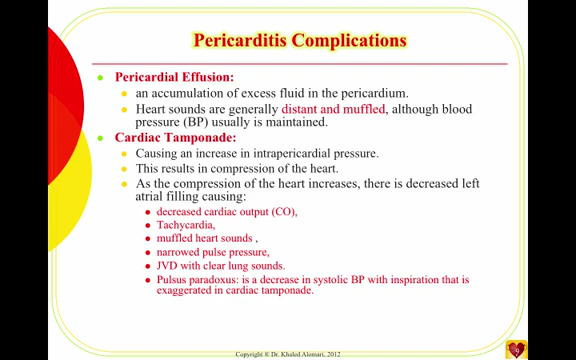 Pericarditis Complications
Pericardial Effusion:
an accumulation of excess fluid in the pericardium.
Heart sounds are generally distant and muffled, although blood
pressure (BP) usually is maintained.
Cardiac Tamponade:
Causing an increase in intrapericardial pressure.
This results in compression of the heart.
As the compression of the heart increases, there is decreased left
atrial filling causing:
decreased cardiac output (CO),
Tachycardia,
muffled heart sounds ,
narrowed pulse pressure,
JVD with clear lung sounds.
Pulsus paradoxus: is a decrease in systolic BP with inspiration that is
exaggerated in cardiac tamponade.
Copyright © Dr. Khaled Alomari, 2012
9